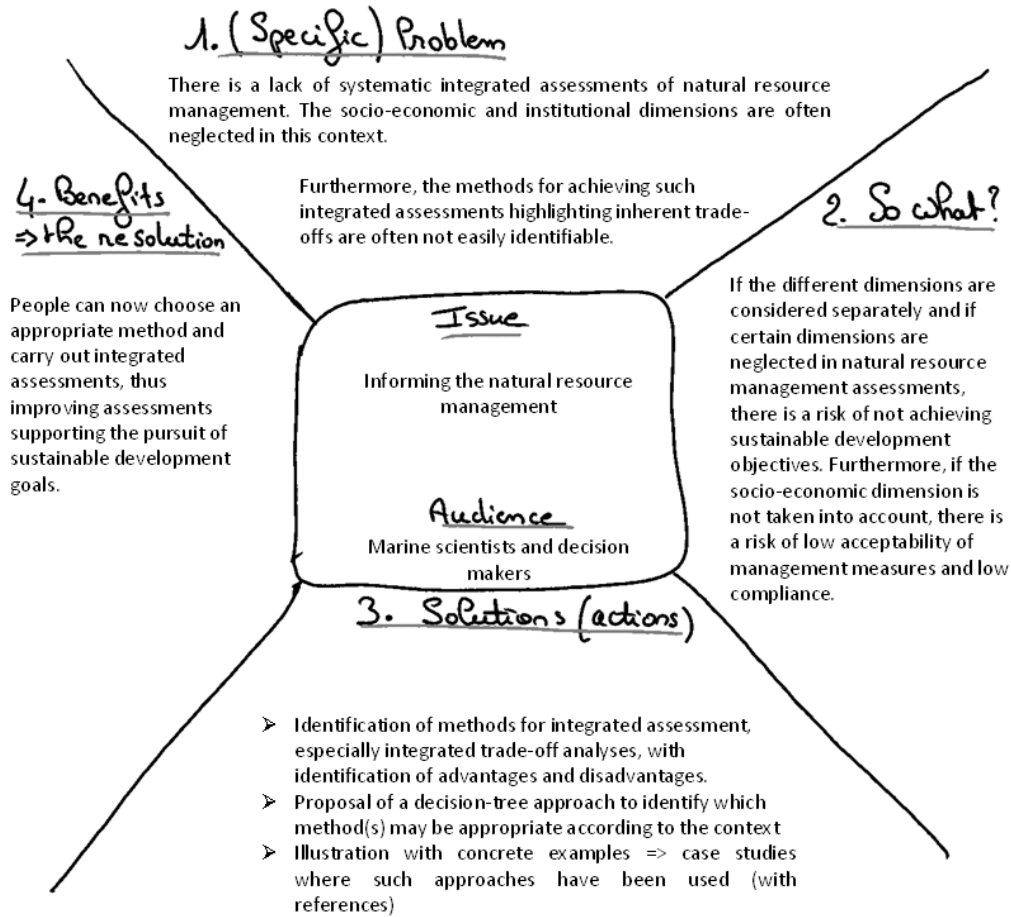 1. (Specific) Problem
There is a lack of systematic integrated assessments of natural resource
management. The socio-economic and institutional dimensions are often
neglected in this context.
Furthermore, the methods for achieving such
integrated assessments highlighting inherent trade-
offs are often not easily identifiable.
2. So what?
If the different dimensions are
considered separately and if
certain dimensions are
neglected in natural resource
management assessments,
there is a risk of not achieving
sustainable development
objectives. Furthermore, if the
socio-economic dimension is
not taken into account, there is
a risk of low acceptability of
management measures and low
compliance.
Issue
Informing the natural resource
management
Audience
Marine scientists and decision
makers
3. Solutions (actions)
➢ Identification of methods for integrated assessment,
especially integrated trade-off analyses, with
identification of advantages and disadvantages.
➢ Proposal of a decision-tree approach to identify which
method(s) may be appropriate according to the context
➢ Illustration with concrete examples => case studies
where such approaches have been used (with
references)
4. Benefits
=> the resolution
People can now choose an
appropriate method and
carry out integrated
assessments, thus
improving assessments
supporting the pursuit of
sustainable development
goals.